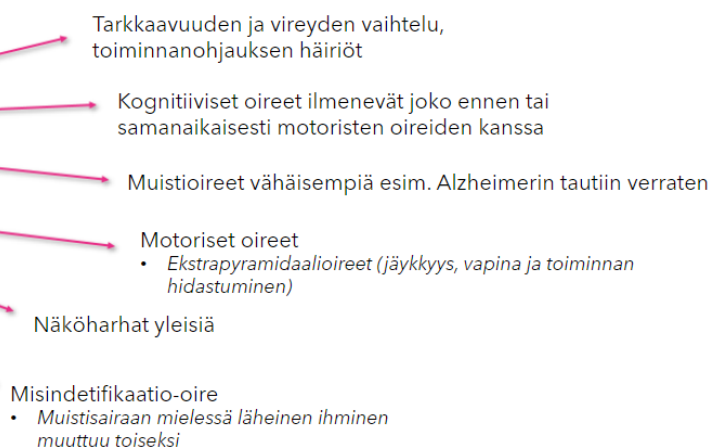 Tarkkaavuuden ja vireyden vaihtelu,
toiminnanohjauksen häiriöt
Kognitiiviset oireet ilmenevät joko ennen tai
samanaikaisesti motoristen oireiden kanssa
Muistioireet vähäisempiä esim. Alzheimerin tautiin verraten
Motoriset oireet
• Ekstrapyramidaalioireet (jäykkyys, vapina ja toiminnan
hidastuminen)
Näköharhat yleisiä
Misindetifikaatio-oire
• Muistisairaan mielessä läheinen ihminen
muuttuu toiseksi